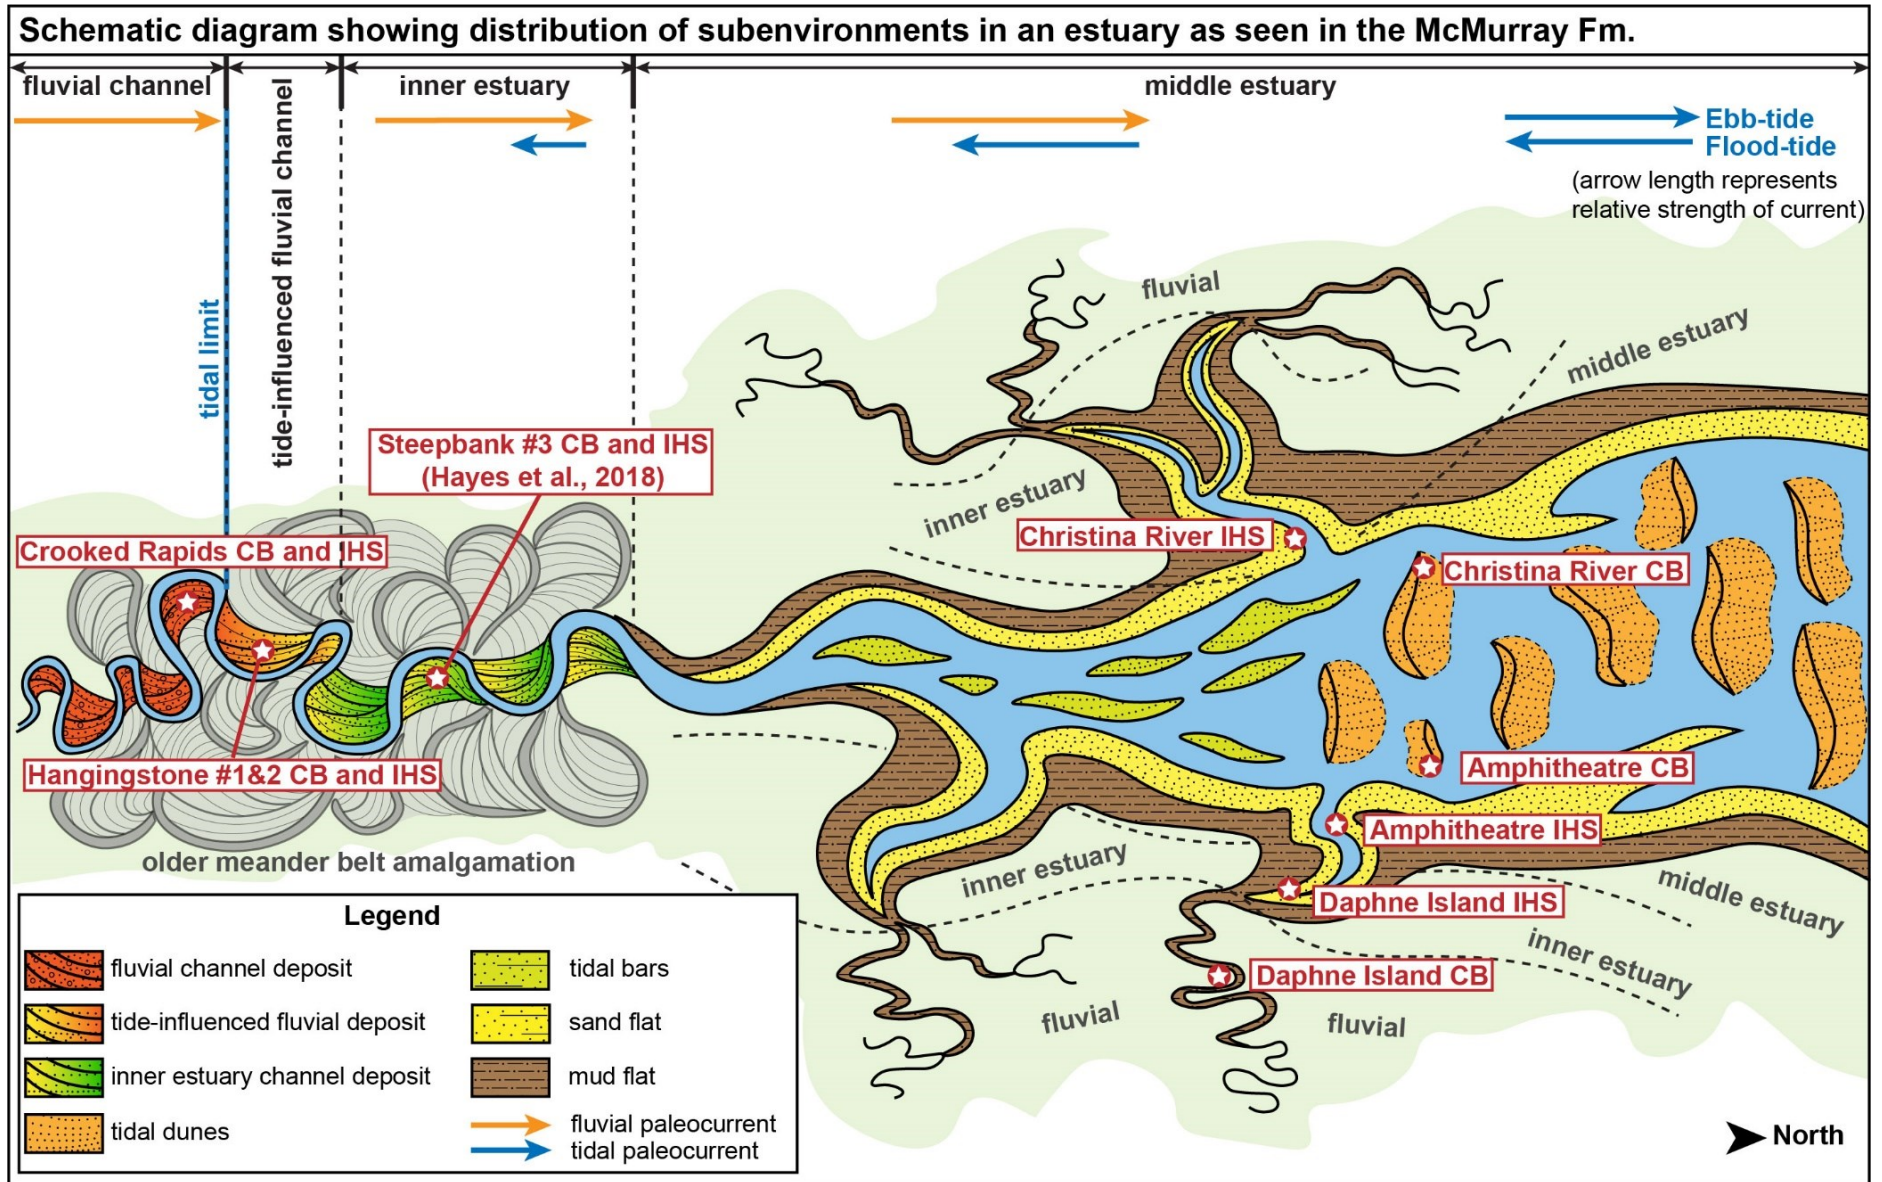 Schematic diagram showing distribution of subenvironments in an estuary as seen in the McMurray Fm.
fluvial channel
tide-influenced fluvial channel
inner estuary
middle estuary
Ebb-tide
Flood-tide
(arrow length represents
relative strength of current)
tidal limit
fluvial
middle estuary
Steepbank #3 CB and IHS
(Hayes et al., 2018)
inner estuary
Crooked Rapids CB and IHS
Christina River IHS
Christina River CB
Hangingstone #1&2 CB and IHS
Amphitheatre CB
Amphitheatre IHS
older meander belt amalgamation
inner estuary
Daphne Island IHS
middle estuary
inner estuary
Daphne Island CB
fluvial
fluvial
Legend
fluvial channel deposit
tide-influenced fluvial deposit
inner estuary channel deposit
tidal dunes
tidal bars
sand flat
mud flat
fluvial paleocurrent
tidal paleocurrent
North